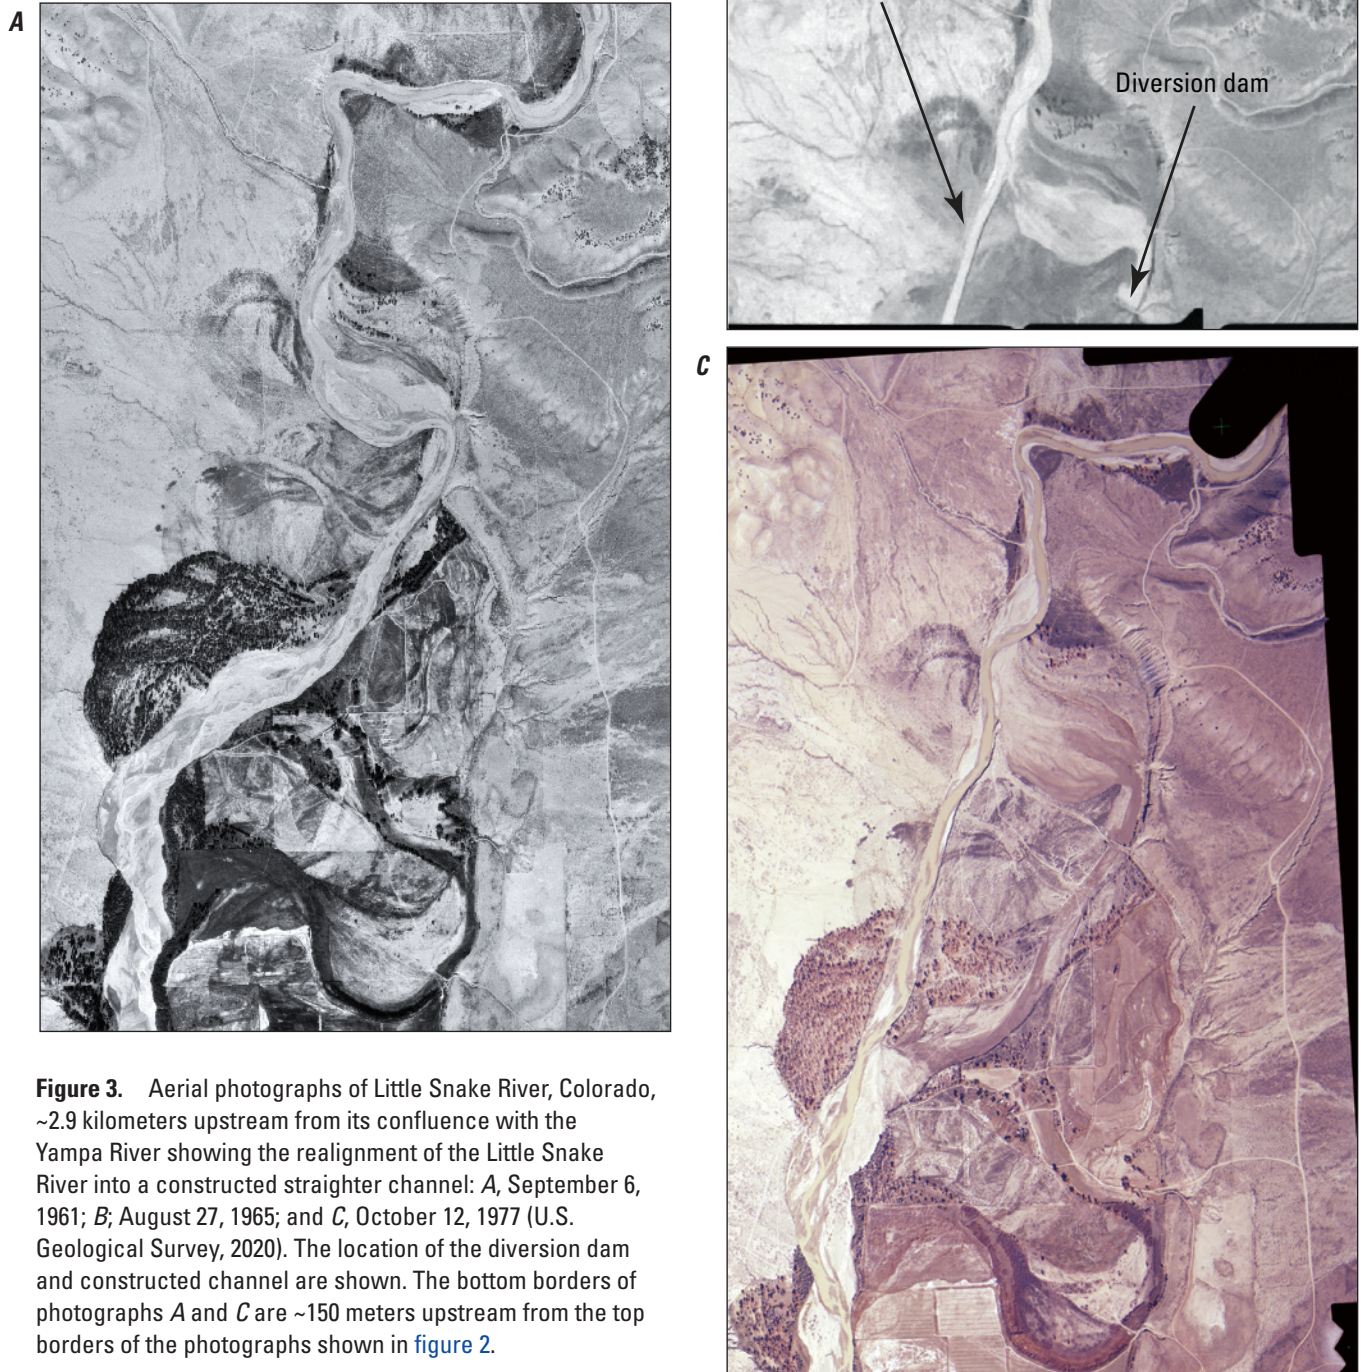 A
Diversion dam
C
Figure 3. Aerial photographs of Little Snake River, Colorado,
~2.9 kilometers upstream from its confluence with the
Yampa River showing the realignment of the Little Snake
River into a constructed straighter channel: A, September 6,
1961; B; August 27, 1965; and C, October 12, 1977 (U.S.
Geological Survey, 2020). The location of the diversion dam
and constructed channel are shown. The bottom borders of
photographs A and C are ~150 meters upstream from the top
borders of the photographs shown in figure 2.